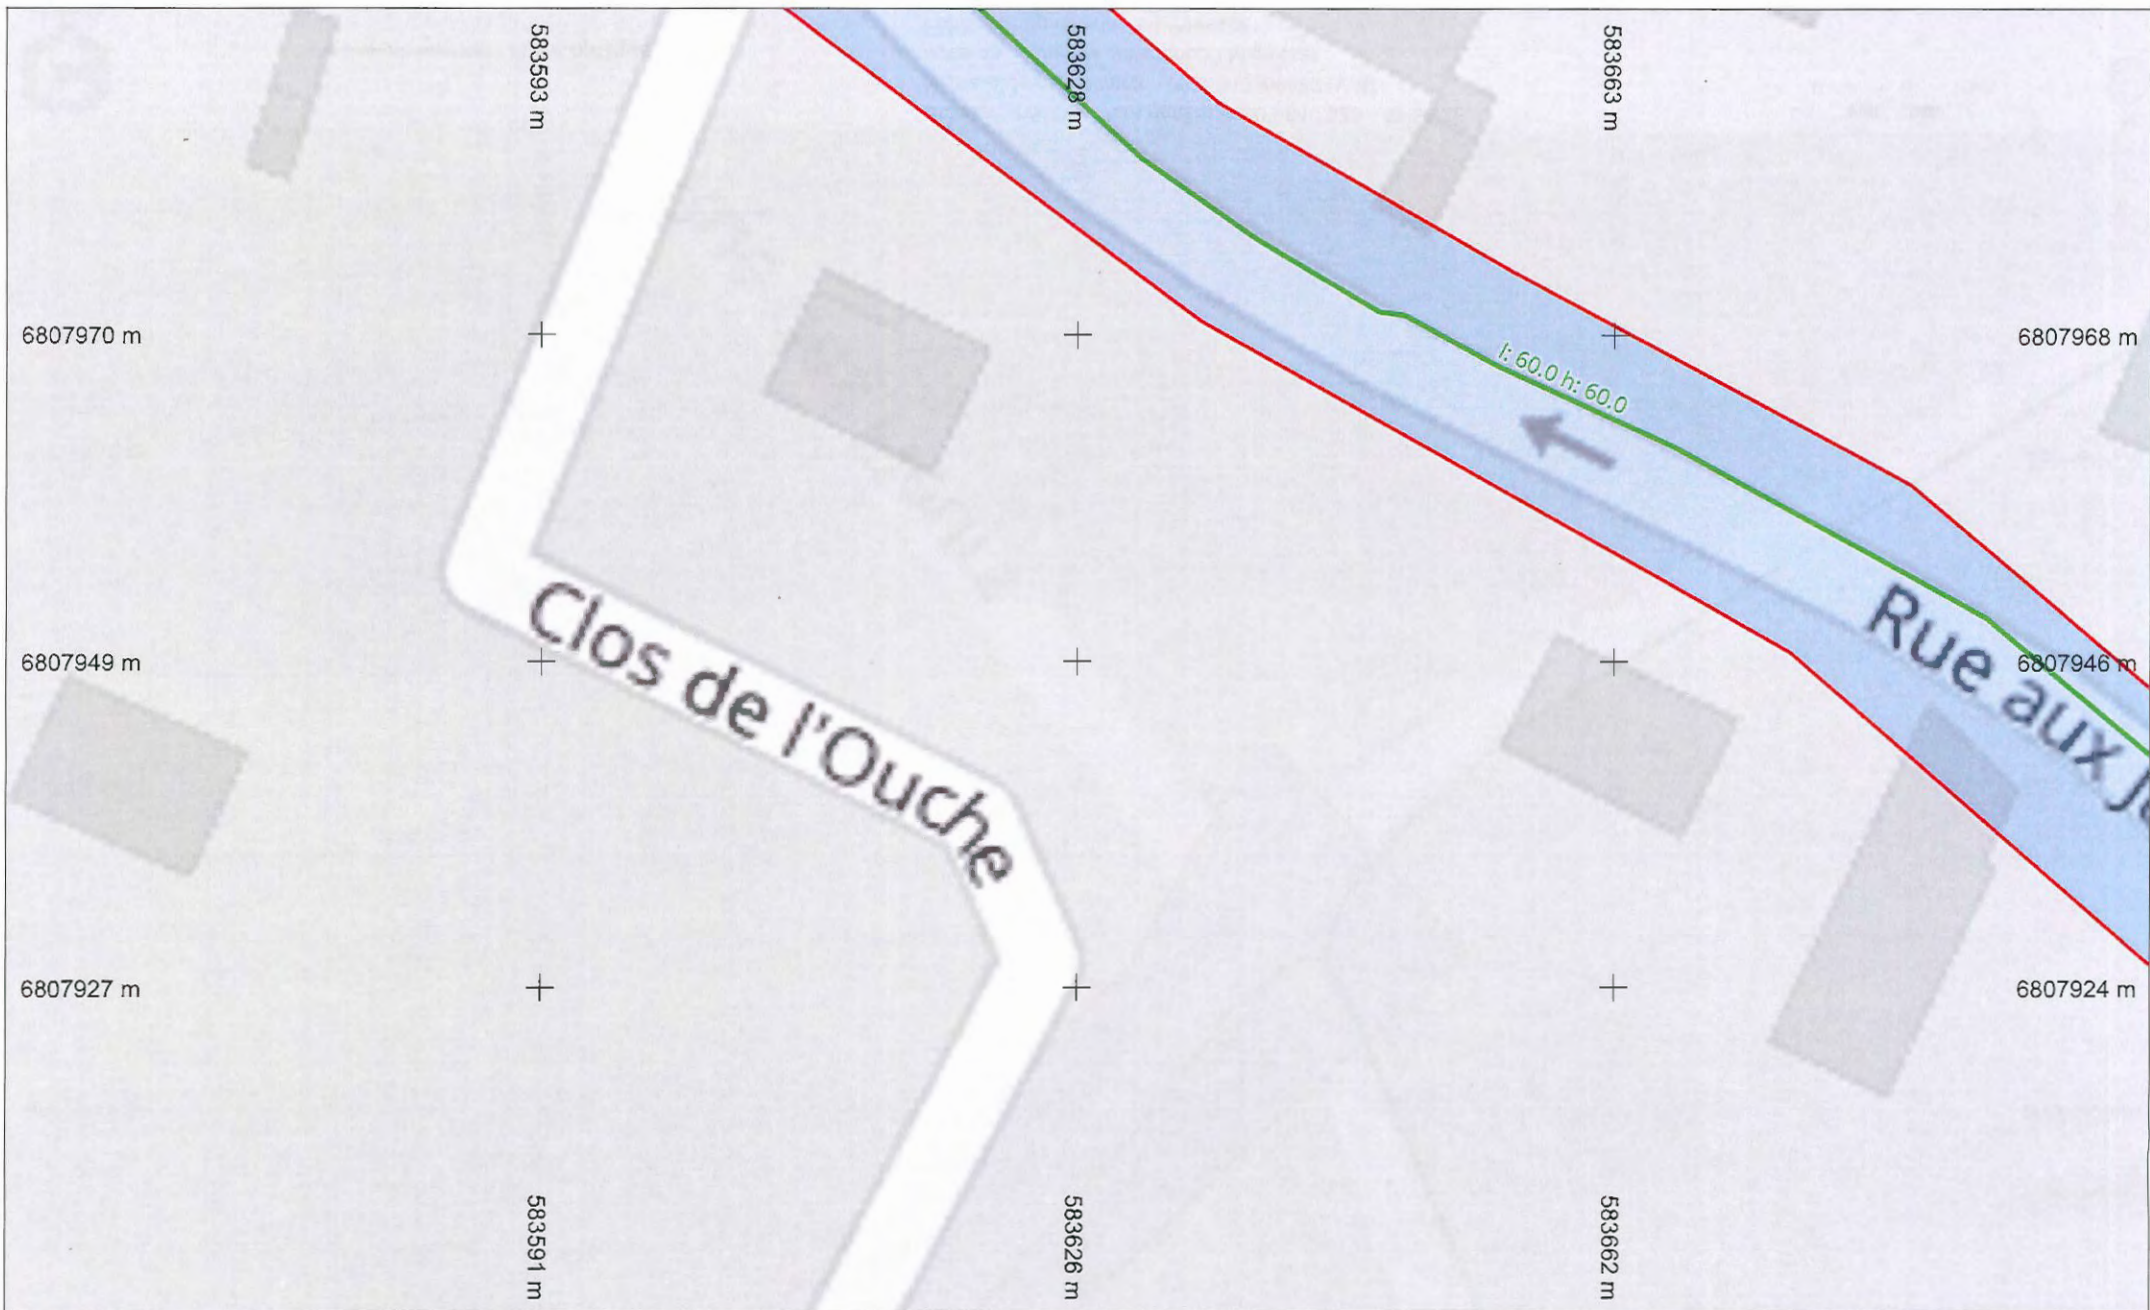 583593 m
583628 m
583663 m
6807970 m
6807968 m
l: 60.0 h: 60.0
Clos de l'Ouche
Rue aux J
6807949 m
6807946 m
6807927 m
6807924 m
583591 m
583626 m
583662 m